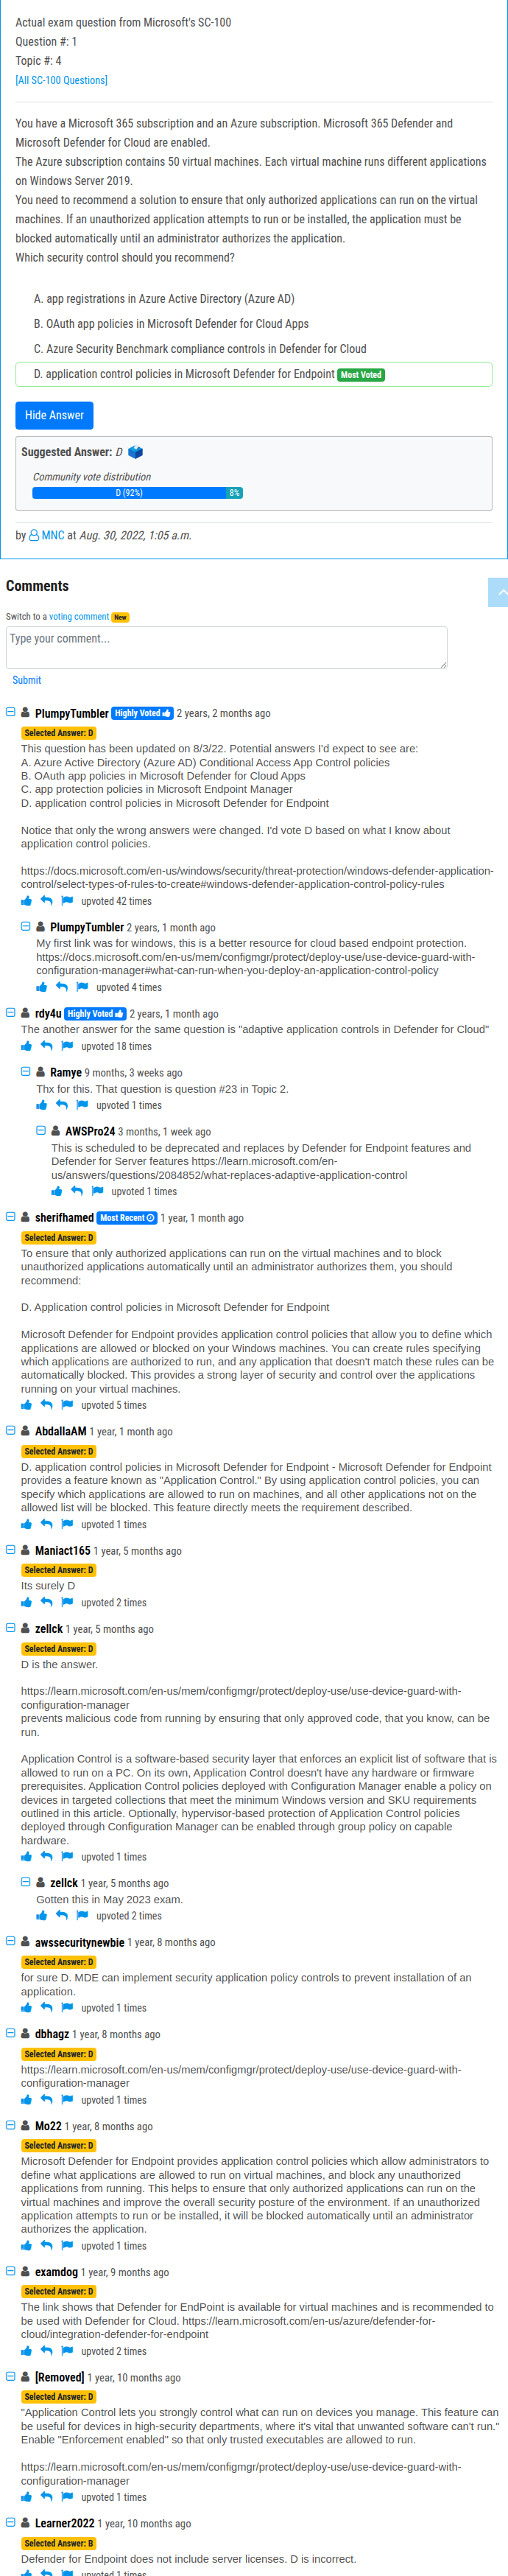 Actual exam question from Microsoft's SC-100
Question #: 1
Topic #: 4
[All SC-100 Questions]
You have a Microsoft 365 subscription and an Azure subscription. Microsoft 365 Defender and
Microsoft Defender for Cloud are enabled.
The Azure subscription contains 50 virtual machines. Each virtual machine runs different applications
on Windows Server 2019.
You need to recommend a solution to ensure that only authorized applications can run on the virtual
machines. If an unauthorized application attempts to run or be installed, the application must be
blocked automatically until an administrator authorizes the application.
Which security control should you recommend?
A. app registrations in Azure Active Directory (Azure AD)
B. OAuth app policies in Microsoft Defender for Cloud Apps
C. Azure Security Benchmark compliance controls in Defender for Cloud
D. application control policies in Microsoft Defender for Endpoint Most Voted
Hide Answer
Suggested Answer: D
Community vote distribution
D (92%) 8%
by MNC at Aug. 30, 2022, 1:05 a.m.
Comments
Switch to a voting comment New
Type your comment...
Submit
PlumpyTumbler Highly Voted 2 years, 2 months ago
Selected Answer: D
This question has been updated on 8/3/22. Potential answers I'd expect to see are:
A. Azure Active Directory (Azure AD) Conditional Access App Control policies
B. OAuth app policies in Microsoft Defender for Cloud Apps
C. app protection policies in Microsoft Endpoint Manager
D. application control policies in Microsoft Defender for Endpoint
Notice that only the wrong answers were changed. I'd vote D based on what I know about
application control policies.
https://docs.microsoft.com/en-us/windows/security/threat-protection/windows-defender-application-
control/select-types-of-rules-to-create#windows-defender-application-control-policy-rules
upvoted 42 times
PlumpyTumbler 2 years, 1 month ago
My first link was for windows, this is a better resource for cloud based endpoint protection.
https://docs.microsoft.com/en-us/mem/configmgr/protect/deploy-use/use-device-guard-with-
configuration-manager#what-can-run-when-you-deploy-an-application-control-policy
upvoted 4 times
rdy4u Highly Voted 2 years, 1 month ago
The another answer for the same question is "adaptive application controls in Defender for Cloud"
upvoted 18 times
Ramye 9 months, 3 weeks ago
Thx for this. That question is question #23 in Topic 2.
upvoted 1 times
AWSPro24 3 months, 1 week ago
This is scheduled to be deprecated and replaces by Defender for Endpoint features and
Defender for Server features https://learn.microsoft.com/en-
us/answers/questions/2084852/what-replaces-adaptive-application-control
upvoted 1 times
sherifhamed Most Recent 1 year, 1 month ago
Selected Answer: D
To ensure that only authorized applications can run on the virtual machines and to block
unauthorized applications automatically until an administrator authorizes them, you should
recommend:
D. Application control policies in Microsoft Defender for Endpoint
Microsoft Defender for Endpoint provides application control policies that allow you to define which
applications are allowed or blocked on your Windows machines. You can create rules specifying
which applications are authorized to run, and any application that doesn't match these rules can be
automatically blocked. This provides a strong layer of security and control over the applications
running on your virtual machines.
upvoted 5 times
AbdallaAM 1 year, 1 month ago
Selected Answer: D
D. application control policies in Microsoft Defender for Endpoint - Microsoft Defender for Endpoint
provides a feature known as "Application Control." By using application control policies, you can
specify which applications are allowed to run on machines, and all other applications not on the
allowed list will be blocked. This feature directly meets the requirement described.
upvoted 1 times
Maniact165 1 year, 5 months ago
Selected Answer: D
Its surely D
upvoted 2 times
zellck 1 year, 5 months ago
Selected Answer: D
D is the answer.
https://learn.microsoft.com/en-us/mem/configmgr/protect/deploy-use/use-device-guard-with-
configuration-manager
prevents malicious code from running by ensuring that only approved code, that you know, can be
run.
Application Control is a software-based security layer that enforces an explicit list of software that is
allowed to run on a PC. On its own, Application Control doesn't have any hardware or firmware
prerequisites. Application Control policies deployed with Configuration Manager enable a policy on
devices in targeted collections that meet the minimum Windows version and SKU requirements
outlined in this article. Optionally, hypervisor-based protection of Application Control policies
deployed through Configuration Manager can be enabled through group policy on capable
hardware.
upvoted 1 times
zellck 1 year, 5 months ago
Gotten this in May 2023 exam.
upvoted 2 times
awssecuritynewbie 1 year, 8 months ago
Selected Answer: D
for sure D. MDE can implement security application policy controls to prevent installation of an
application.
upvoted 1 times
dbhagz 1 year, 8 months ago
Selected Answer: D
https://learn.microsoft.com/en-us/mem/configmgr/protect/deploy-use/use-device-guard-with-
configuration-manager
upvoted 1 times
Mo22 1 year, 8 months ago
Selected Answer: D
Microsoft Defender for Endpoint provides application control policies which allow administrators to
define what applications are allowed to run on virtual machines, and block any unauthorized
applications from running. This helps to ensure that only authorized applications can run on the
virtual machines and improve the overall security posture of the environment. If an unauthorized
application attempts to run or be installed, it will be blocked automatically until an administrator
authorizes the application.
upvoted 1 times
examdog 1 year, 9 months ago
Selected Answer: D
The link shows that Defender for EndPoint is available for virtual machines and is recommended to
be used with Defender for Cloud. https://learn.microsoft.com/en-us/azure/defender-for-
cloud/integration-defender-for-endpoint
upvoted 2 times
[Removed] 1 year, 10 months ago
Selected Answer: D
"Application Control lets you strongly control what can run on devices you manage. This feature can
be useful for devices in high-security departments, where it's vital that unwanted software can't run."
Enable "Enforcement enabled" so that only trusted executables are allowed to run.
https://learn.microsoft.com/en-us/mem/configmgr/protect/deploy-use/use-device-guard-with-
configuration-manager
upvoted 1 times
Learner2022 1 year, 10 months ago
Selected Answer: B
Defender for Endpoint does not include server licenses. D is incorrect.
upvoted 1 times